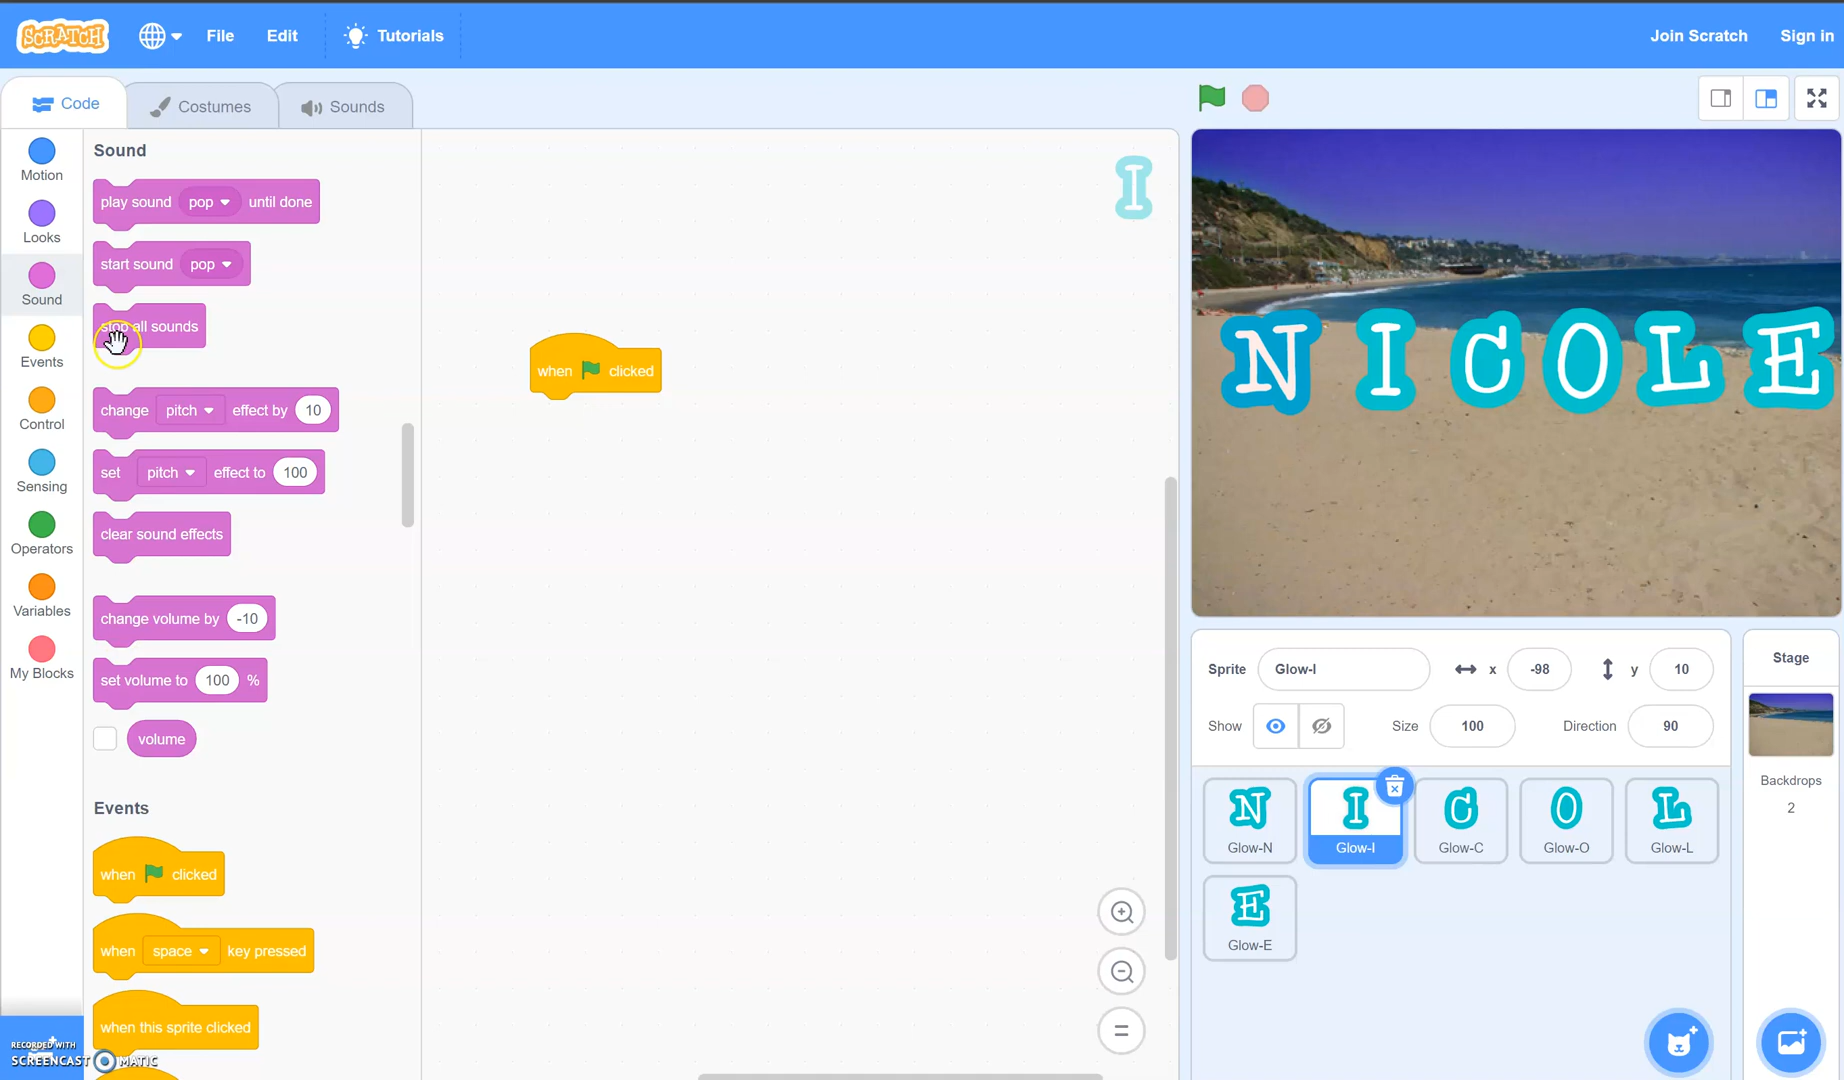 SCRATCH File Edit Tutorials Join Scratch Sign in
Code Costumes Sounds
Motion
Looks
Sound
Events
Control
Sensing
Operators
Variables
My Blocks
Sound
play sound pop until done
start sound pop
stop all sounds
change pitch effect by 10
set pitch effect to 100
clear sound effects
change volume by -10
set volume to 100 %
volume
Events
when clicked
when space key pressed
when this sprite clicked
I
when clicked
N I C O L E
Sprite Glow-I x -98 y 10
Show Size 100 Direction 90
N I C O L
Glow-N Glow-I Glow-C Glow-O Glow-L
E
Glow-E
Stage
Backdrops
2
RECORDED WITH
SCREENCAST MATIC